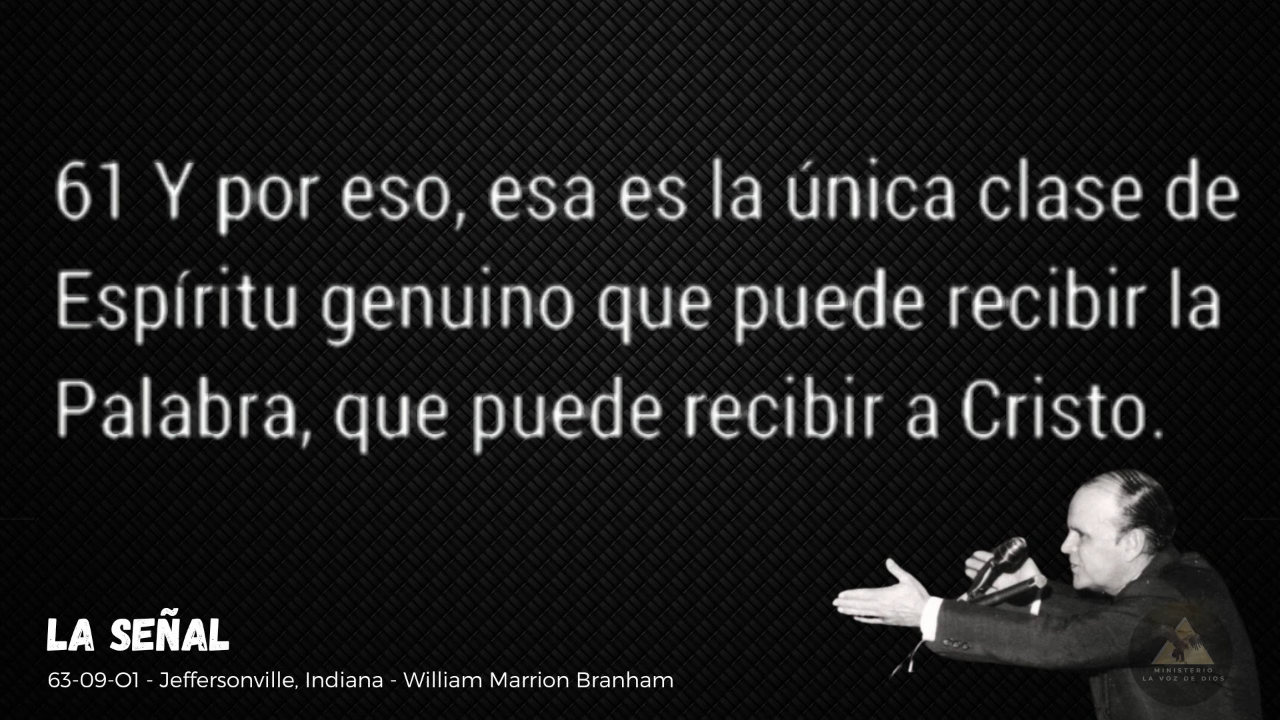 61 Y por eso, esa es la única clase de
Espíritu genuino que puede recibir la
Palabra, que puede recibir a Cristo.
LA SEÑAL
63-09-O1 - Jeffersonville, Indiana - William Marrion Branham
MINISTERIO
LA VOZ DE DIOS